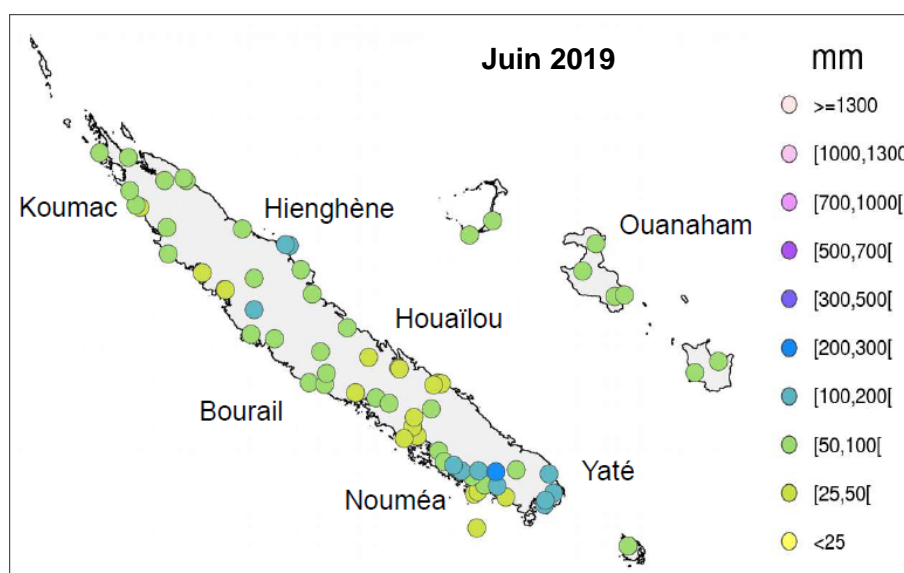 Juin 2019
mm
>=1300
[1000,1300[
[700,1000[
[500,700[
[300,500[
[200,300[
[100,200[
[50,100[
[25,50[
<25
Koumac
Hienghène
Ouanaham
Houaïlou
Bourail
Yaté
Nouméa